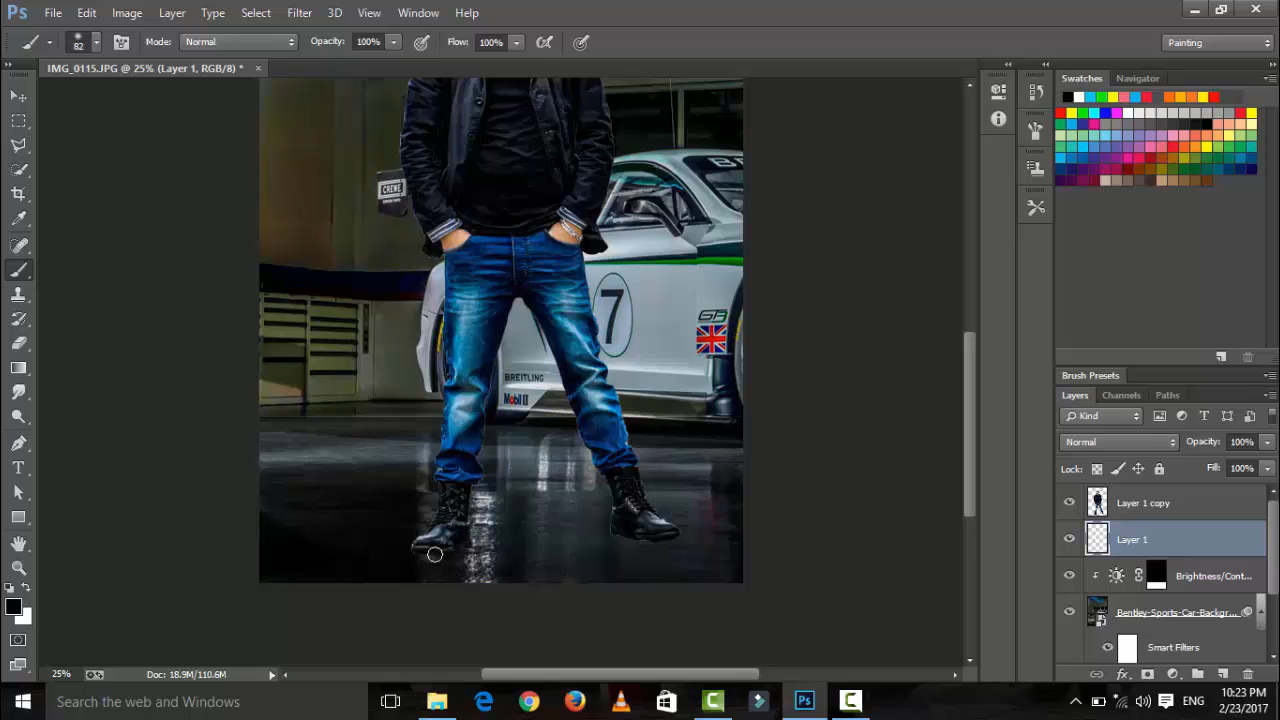 Ps File Edit Image Layer Type Select Filter 3D View Window Help
82 Mode: Normal Opacity: 100% Flow: 100% Painting
IMG_0115.JPG @ 25% (Layer 1, RGB/8) * ×
Swatches Navigator
CREWE
7
GB
BREITLING
Mobil
Brush Presets
Layers Channels Paths
Kind
Normal Opacity: 100%
Lock: Fill: 100%
Layer 1 copy
Layer 1
Brightness/Cont...
Bentley-Sports-Car-Backgr...
Smart Filters
25% Doc: 18.9M/110.6M
Search the web and Windows
ENG
10:23 PM
2/23/2017